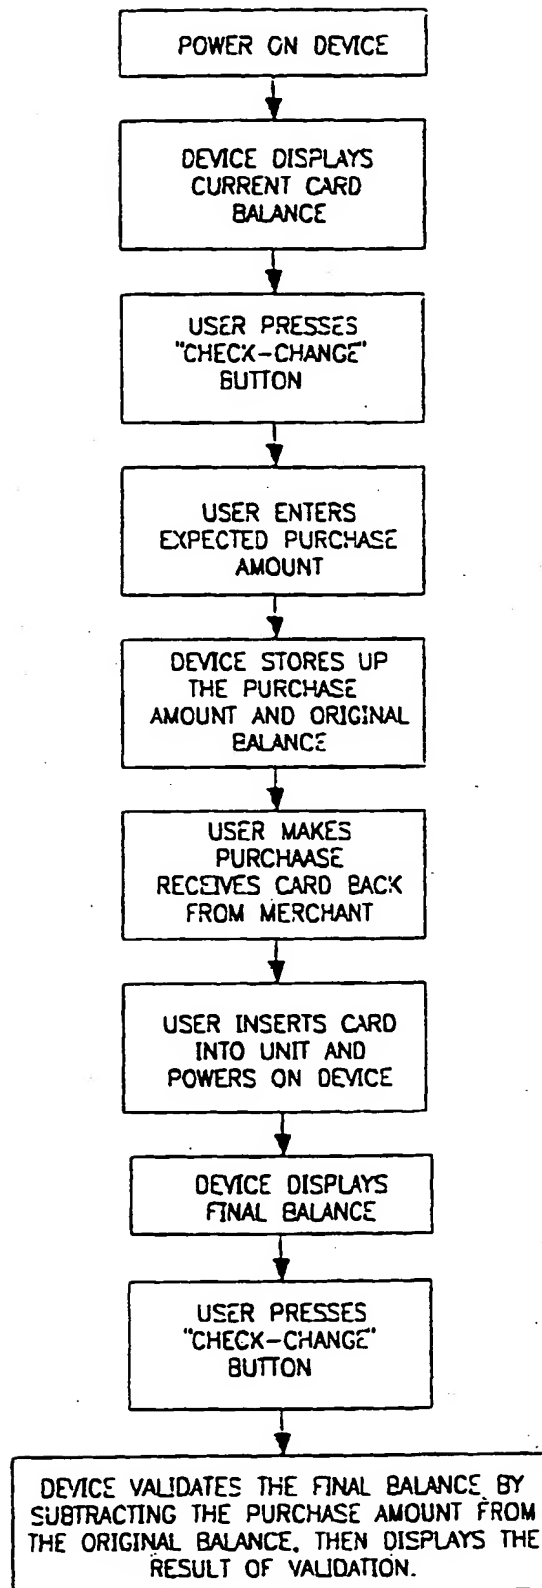 POWER ON DEVICE
DEVICE DISPLAYS
CURRENT CARD
BALANCE
USER PRESSES
"CHECK-CHANGE"
BUTTON
USER ENTERS
EXPECTED PURCHASE
AMOUNT
DEVICE STORES UP
THE PURCHASE
AMOUNT AND ORIGINAL
BALANCE
USER MAKES
PURCHAASE
RECEIVES CARD BACK
FROM MERCHANT
USER INSERTS CARD
INTO UNIT AND
POWERS ON DEVICE
DEVICE DISPLAYS
FINAL BALANCE
USER PRESSES
"CHECK-CHANGE"
BUTTON
DEVICE VALIDATES THE FINAL BALANCE BY
SUBTRACTING THE PURCHASE AMOUNT FROM
THE ORIGINAL BALANCE. THEN DISPLAYS THE
RESULT OF VALIDATION.